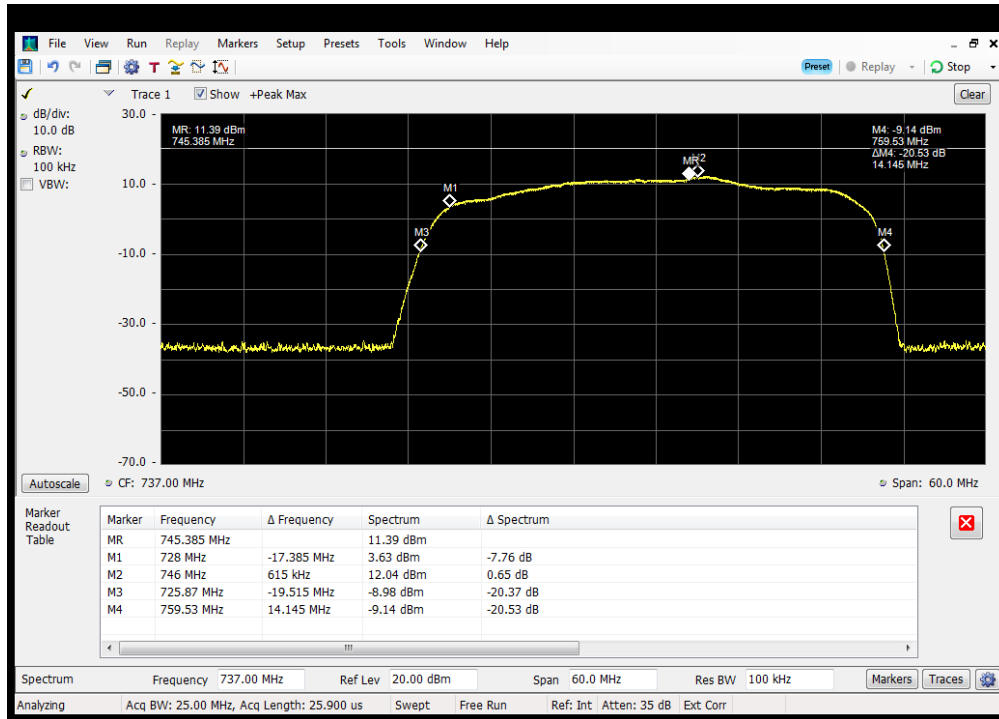 File View Run Replay Markers Setup Presets Tools Window Help
T
Preset Replay Stop
Trace 1 Show +Peak Max Clear
dB/div:
10.0 dB
RBW:
100 kHz
VBW:
30.0
10.0
-10.0
-30.0
-50.0
-70.0
MR: 11.39 dBm
745.385 MHz
M4: -9.14 dBm
759.53 MHz
ΔM4: -20.53 dB
14.145 MHz
M1
MR 2
M3
M4
Autoscale CF: 737.00 MHz Span: 60.0 MHz
Marker
Readout
Table
Marker Frequency Δ Frequency Spectrum Δ Spectrum
MR 745.385 MHz 11.39 dBm
M1 728 MHz -17.385 MHz 3.63 dBm -7.76 dB
M2 746 MHz 615 kHz 12.04 dBm 0.65 dB
M3 725.87 MHz -19.515 MHz -8.98 dBm -20.37 dB
M4 759.53 MHz 14.145 MHz -9.14 dBm -20.53 dB
Spectrum Frequency 737.00 MHz Ref Lev 20.00 dBm Span 60.0 MHz Res BW 100 kHz Markers Traces
Analyzing Acq BW: 25.00 MHz, Acq Length: 25.900 us Swept Free Run Ref: Int Atten: 35 dB Ext Corr